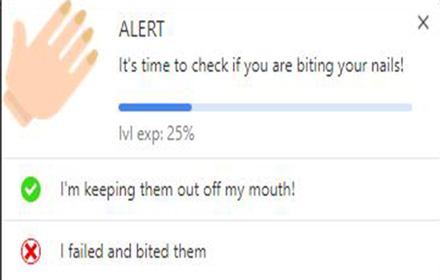 ALERT
It's time to check if you are biting your nails!
lvl exp: 25%
I'm keeping them out off my mouth!
I failed and bited them